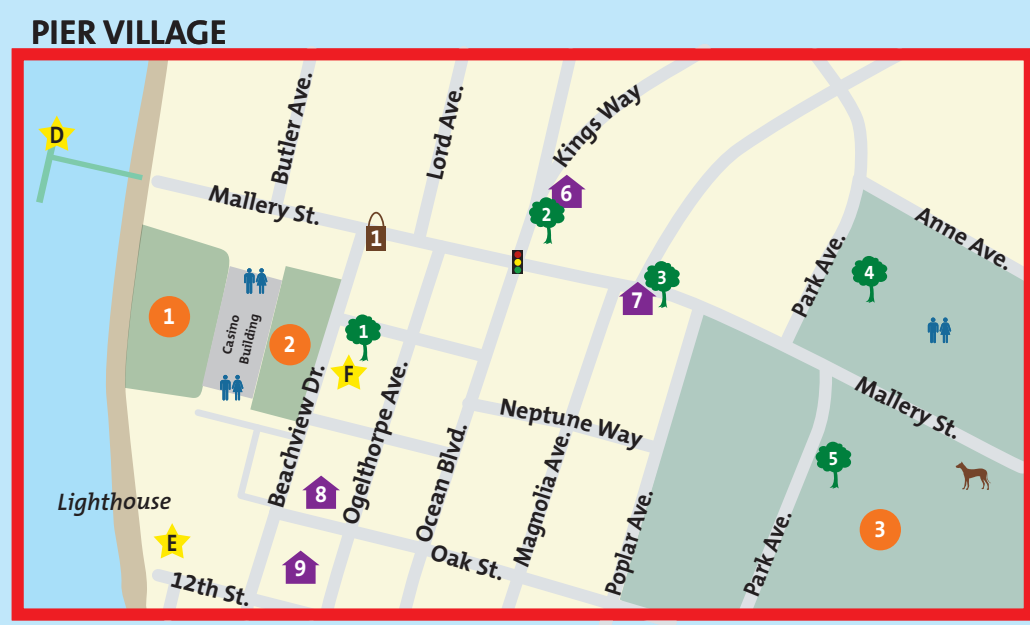 PIER VILLAGE
D
Butler Ave.
Lord Ave.
Kings Way
6
2
Mallery St.
1
Anne Ave.
Park Ave.
4
3
7
1
Casino
Building
2
1
F
Beachview Dr.
Ogelthorpe Ave.
Neptune Way
Mallery St.
Ocean Blvd.
Magnolia Ave.
5
8
Lighthouse
E
9
Oak St.
Poplar Ave.
Park Ave.
3
12th St.